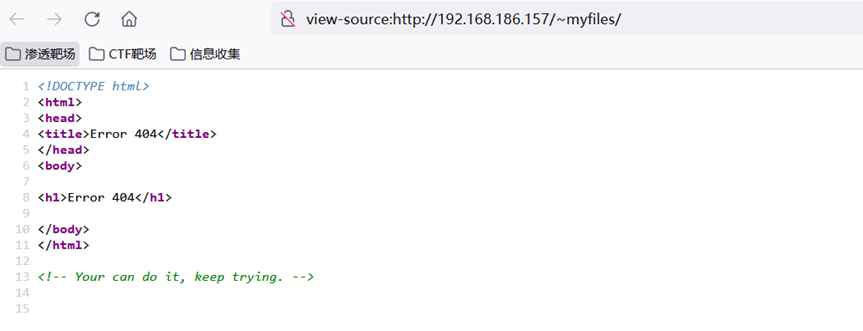 view-source:http://192.168.186.157/~myfiles/
渗透靶场 CTF靶场 信息收集
1 <!DOCTYPE html>
2 <html>
3 <head>
4 <title>Error 404</title>
5 </head>
6 <body>
7
8 <h1>Error 404</h1>
9
10 </body>
11 </html>
12
13 <!-- Your can do it, keep trying. -->
14
15